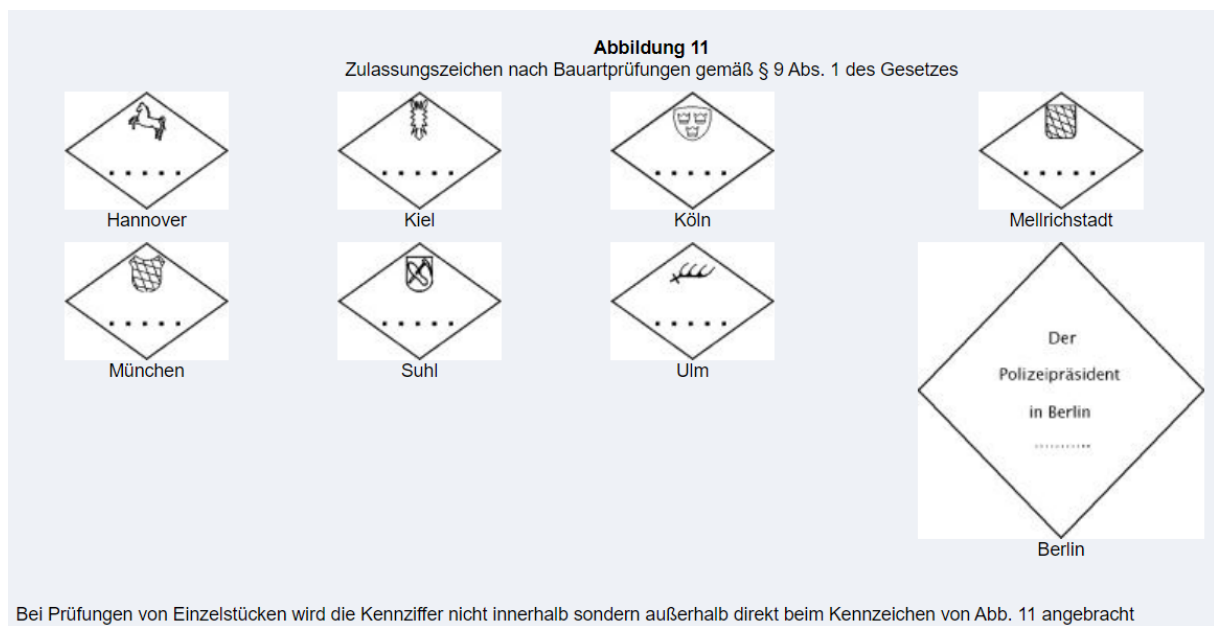 Abbildung 11
Zulassungszeichen nach Bauartprüfungen gemäß § 9 Abs. 1 des Gesetzes
Hannover
Kiel
Köln
Mellrichstadt
München
Suhl
Ulm
Der
Polizeipräsident
in Berlin
Berlin
Bei Prüfungen von Einzelstücken wird die Kennziffer nicht innerhalb sondern außerhalb direkt beim Kennzeichen von Abb. 11 angebracht